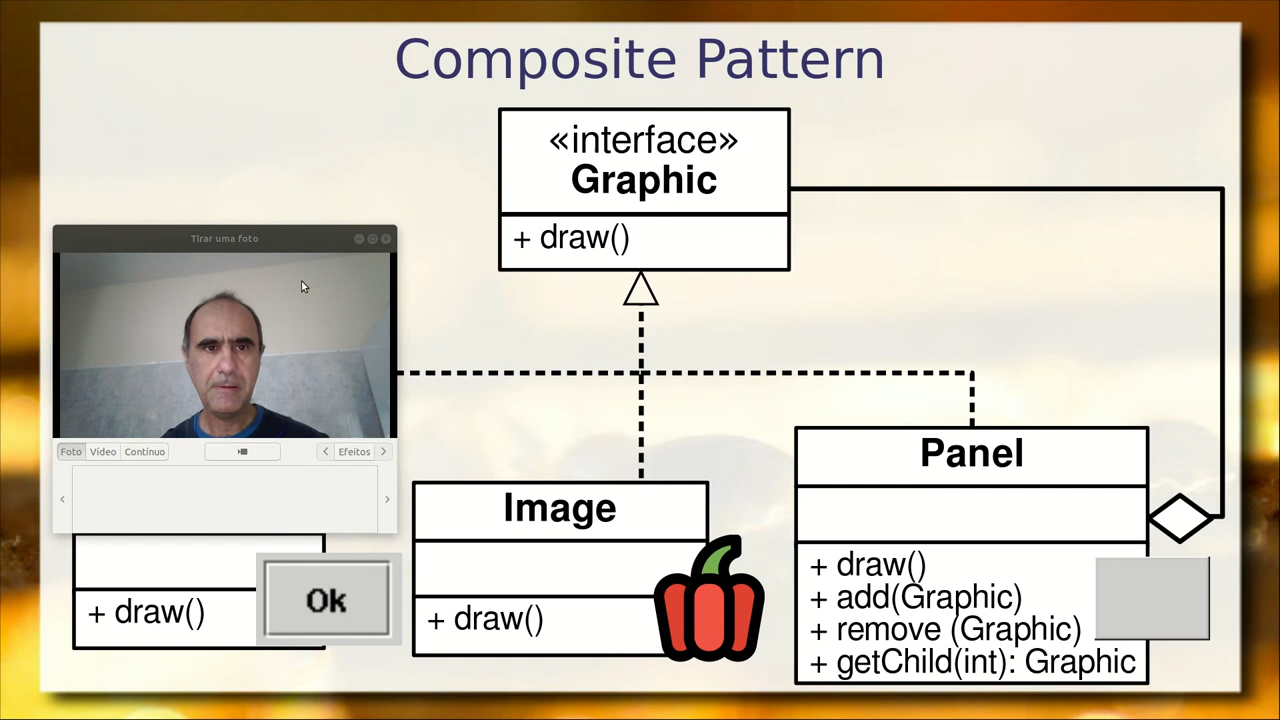 Composite Pattern
«interface»
Graphic
+ draw()
Tirar uma foto
Foto
Vídeo
Contínuo
Efeitos
+ draw()
Ok
Image
+ draw()
Panel
+ draw()
+ add(Graphic)
+ remove (Graphic)
+ getChild(int): Graphic